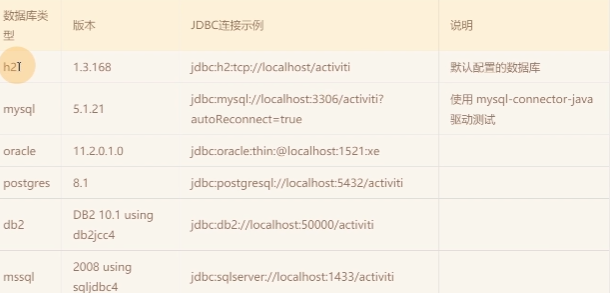 数据库类型 版本 JDBC连接示例 说明
h2 1.3.168 jdbc:h2:tcp://localhost/activiti 默认配置的数据库
mysql 5.1.21 jdbc:mysql://localhost:3306/activiti?autoReconnect=true 使用 mysql-connector-java 驱动测试
oracle 11.2.0.1.0 jdbc:oracle:thin:@localhost:1521:xe
postgres 8.1 jdbc:postgresql://localhost:5432/activiti
db2 DB2 10.1 using db2jcc4 jdbc:db2://localhost:50000/activiti
mssql 2008 using sqljdbc4 jdbc:sqlserver://localhost:1433/activiti